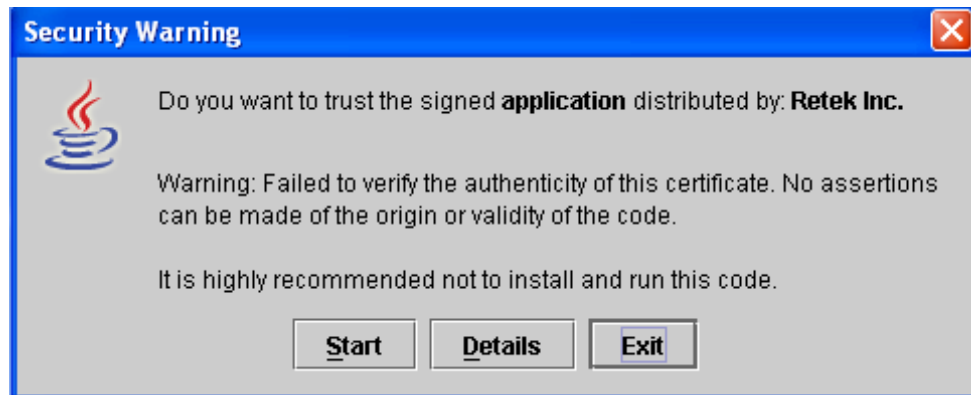 Security Warning
Do you want to trust the signed application distributed by: Retek Inc.
Warning: Failed to verify the authenticity of this certificate. No assertions
can be made of the origin or validity of the code.
It is highly recommended not to install and run this code.
Start Details Exit